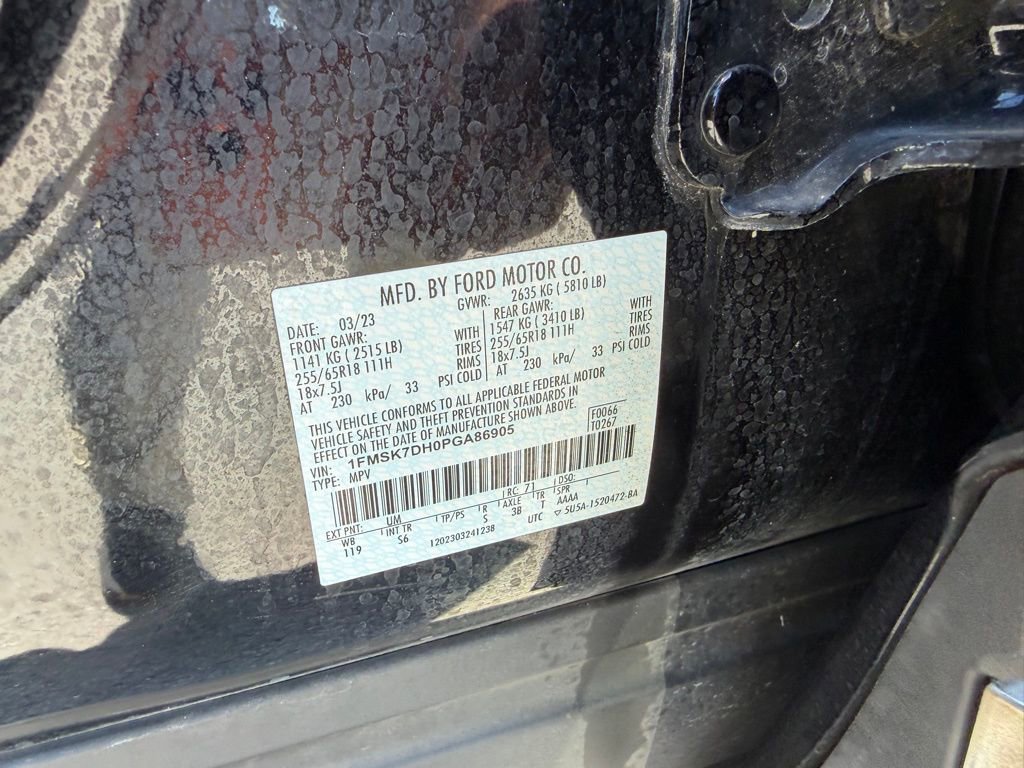 MFD. BY FORD MOTOR CO.
DATE: 03/23 GVWR: 2635 KG ( 5810 LB)
FRONT GAWR: WITH REAR GAWR: WITH
1141 KG ( 2515 LB) TIRES 1547 KG ( 3410 LB) TIRES
255/65R18 111H RIMS 255/65R18 111H RIMS
18x7.5J 18x7.5J
AT 230 kPa/ 33 PSI COLD AT 230 kPa/ 33 PSI COLD
THIS VEHICLE CONFORMS TO ALL APPLICABLE FEDERAL MOTOR
VEHICLE SAFETY AND THEFT PREVENTION STANDARDS IN
EFFECT ON THE DATE OF MANUFACTURE SHOWN ABOVE.
F0066
T0267
VIN: 1FMSK7DH0PGA86905
TYPE: MPV
EXT PNT: UM RC: 71 DSO:
WB INT TR TP/PS R AXLE TR SPR
119 S6 S 3B T AAAA
1202303241238 UTC ▽ 5U5A-1520472-BA